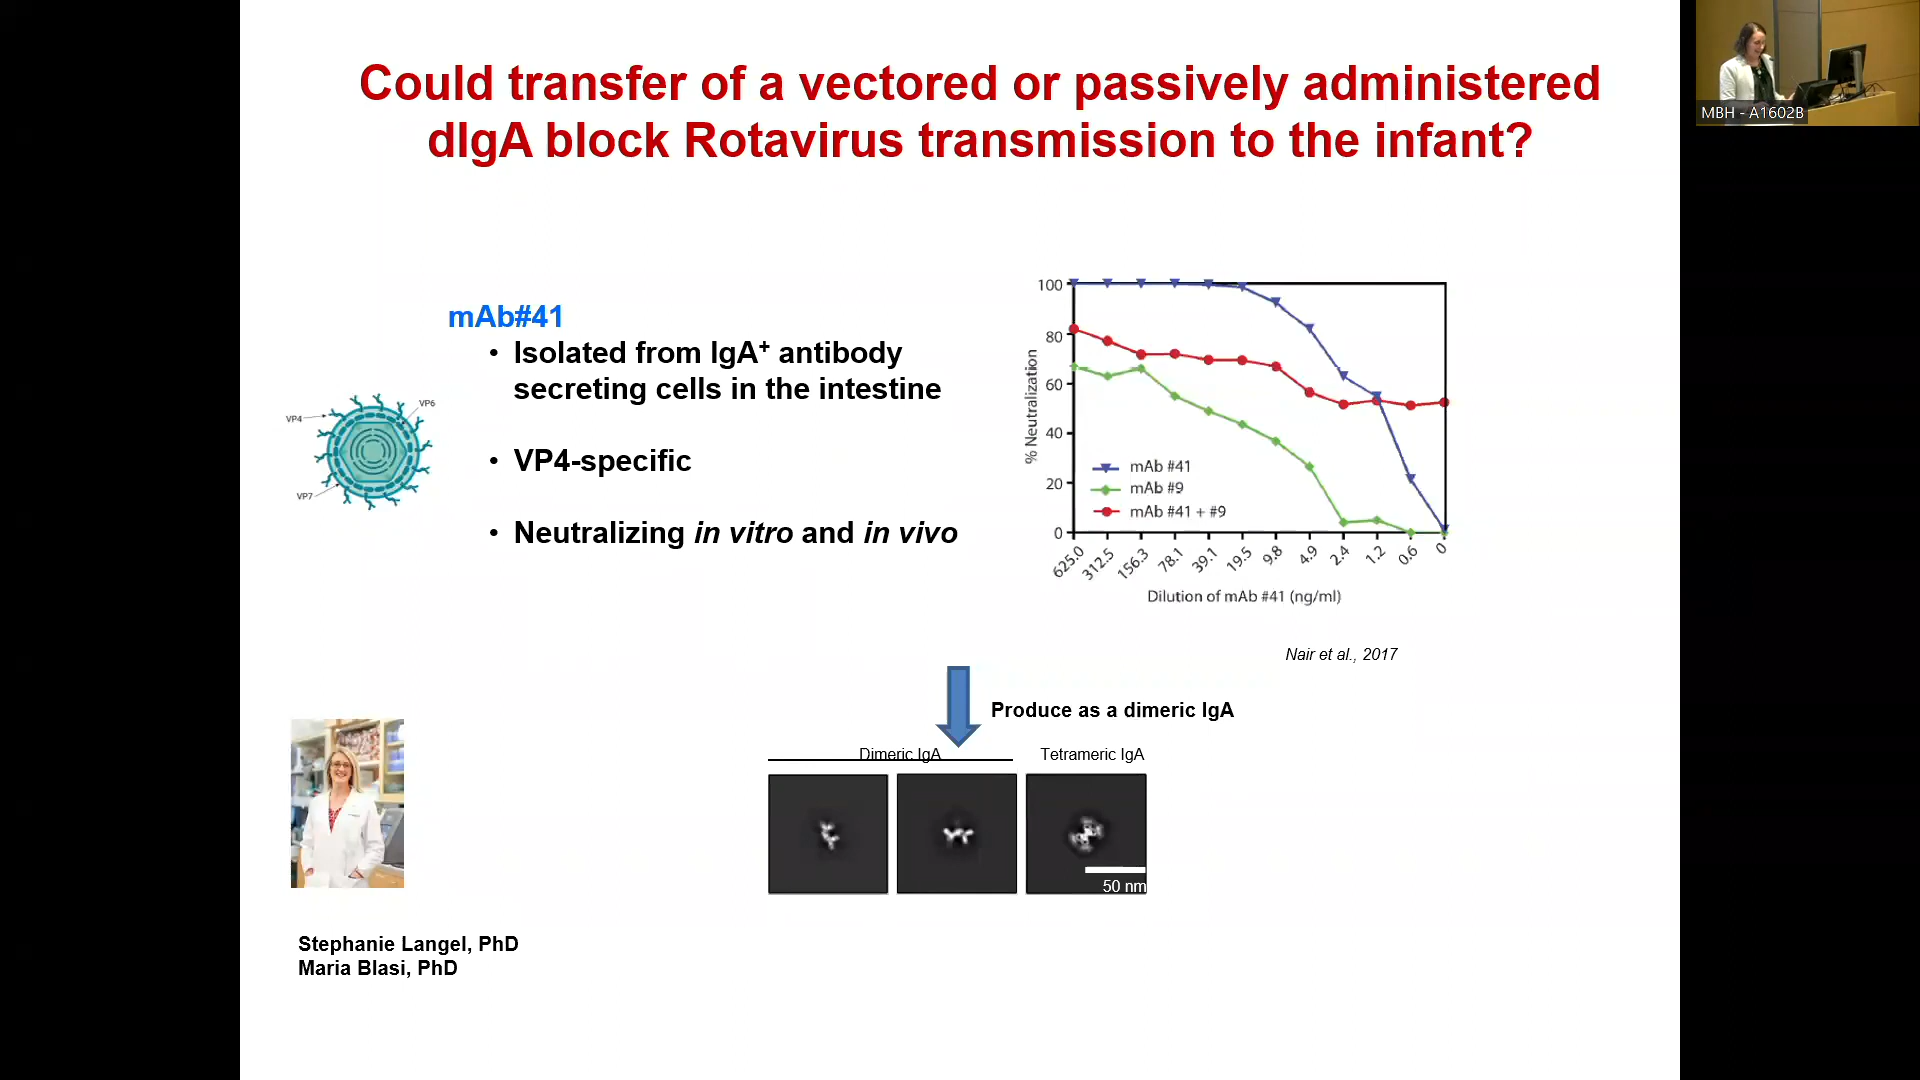 Could transfer of a vectored or passively administered
dIgA block Rotavirus transmission to the infant?
MBH - A1602B
mAb#41
• Isolated from IgA+ antibody
secreting cells in the intestine
• VP4-specific
• Neutralizing in vitro and in vivo
VP4
VP6
VP7
% Neutralization
100
80
60
40
20
0
mAb #41
mAb #9
mAb #41 + #9
625.0
312.5
156.3
78.1
39.1
19.5
9.8
4.9
2.4
1.2
0.6
0
Dilution of mAb #41 (ng/ml)
Nair et al., 2017
Produce as a dimeric IgA
Dimeric IgA
Tetrameric IgA
50 nm
Stephanie Langel, PhD
Maria Blasi, PhD